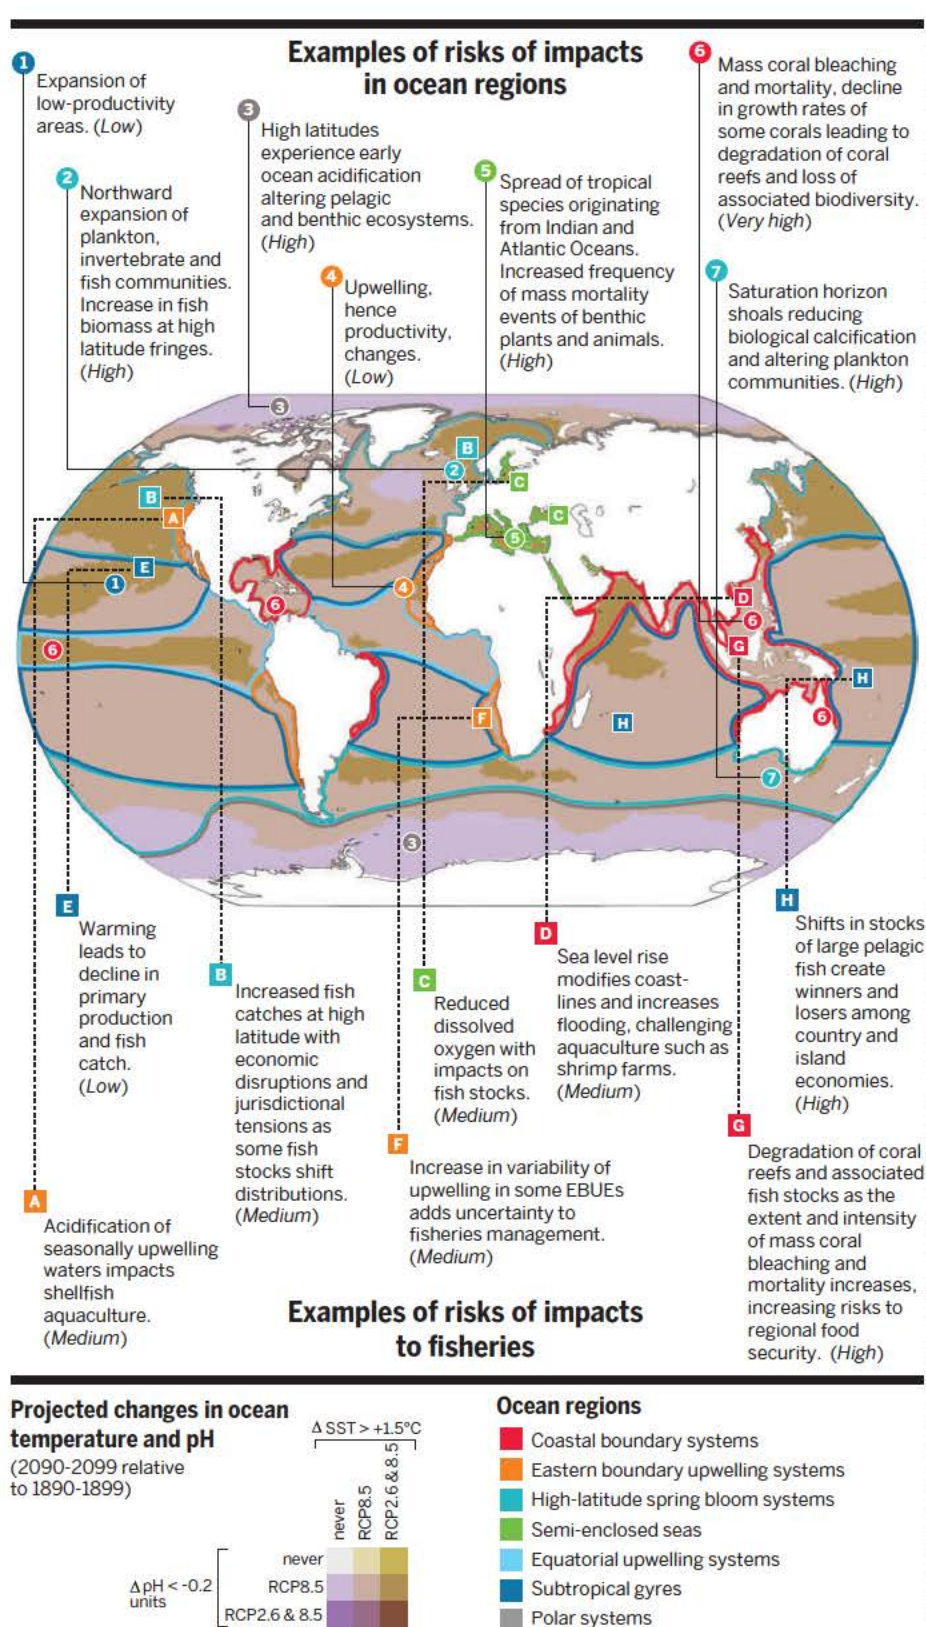 Examples of risks of impacts
in ocean regions
1
Expansion of
low-productivity
areas. (Low)
2
Northward
expansion of
plankton,
invertebrate and
fish communities.
Increase in fish
biomass at high
latitude fringes.
(High)
3
High latitudes
experience early
ocean acidification
altering pelagic
and benthic ecosystems.
(High)
4
Upwelling,
hence
productivity,
changes.
(Low)
5
Spread of tropical
species originating
from Indian and
Atlantic Oceans.
Increased frequency
of mass mortality
events of benthic
plants and animals.
(High)
6
Mass coral bleaching
and mortality, decline
in growth rates of
some corals leading to
degradation of coral
reefs and loss of
associated biodiversity.
(Very high)
7
Saturation horizon
shoals reducing
biological calcification
and altering plankton
communities. (High)
3
B
2
C
B
A
C
5
E
1
4
6
D
6
6
G
H
F
H
6
7
3
E
Warming
leads to
decline in
primary
production
and fish
catch.
(Low)
B
Increased fish
catches at high
latitude with
economic
disruptions and
jurisdictional
tensions as
some fish
stocks shift
distributions.
(Medium)
C
Reduced
dissolved
oxygen with
impacts on
fish stocks.
(Medium)
D
Sea level rise
modifies coast-
lines and increases
flooding, challenging
aquaculture such as
shrimp farms.
(Medium)
H
Shifts in stocks
of large pelagic
fish create
winners and
losers among
country and
island
economies.
(High)
A
Acidification of
seasonally upwelling
waters impacts
shellfish
aquaculture.
(Medium)
F
Increase in variability of
upwelling in some EBUEs
adds uncertainty to
fisheries management.
(Medium)
G
Degradation of coral
reefs and associated
fish stocks as the
extent and intensity
of mass coral
bleaching and
mortality increases,
increasing risks to
regional food
security. (High)
Examples of risks of impacts
to fisheries
Projected changes in ocean
temperature and pH
(2090-2099 relative
to 1890-1899)
Δ SST > +1.5°C
never
RCP8.5
RCP2.6 & 8.5
Δ pH < -0.2
units
never
RCP8.5
RCP2.6 & 8.5
Ocean regions
Coastal boundary systems
Eastern boundary upwelling systems
High-latitude spring bloom systems
Semi-enclosed seas
Equatorial upwelling systems
Subtropical gyres
Polar systems